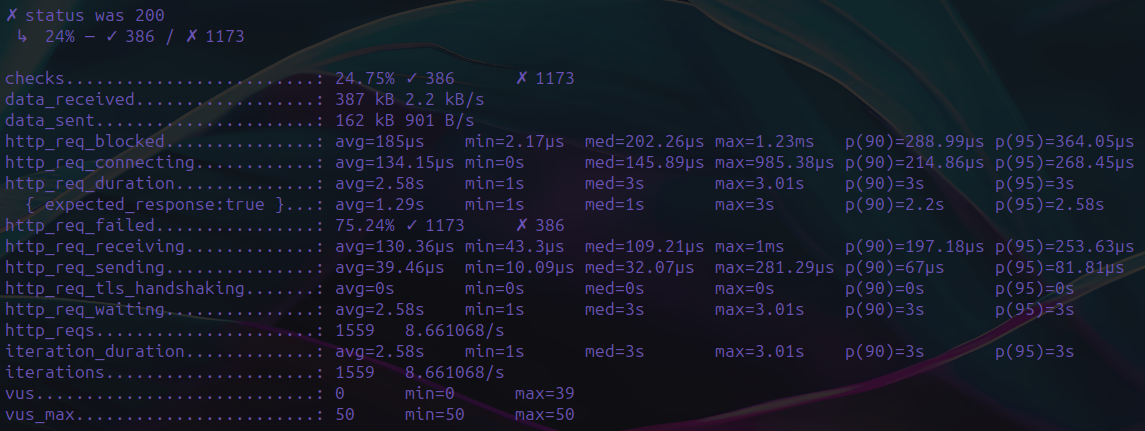 ✗ status was 200
↳ 24% — ✓ 386 / ✗ 1173
checks.........................: 24.75% ✓ 386 ✗ 1173
data_received..................: 387 kB 2.2 kB/s
data_sent......................: 162 kB 901 B/s
http_req_blocked...............: avg=185µs min=2.17µs med=202.26µs max=1.23ms p(90)=288.99µs p(95)=364.05µs
http_req_connecting............: avg=134.15µs min=0s med=145.89µs max=985.38µs p(90)=214.86µs p(95)=268.45µs
http_req_duration..............: avg=2.58s min=1s med=3s max=3.01s p(90)=3s p(95)=3s
{ expected_response:true }...: avg=1.29s min=1s med=1s max=3s p(90)=2.2s p(95)=2.58s
http_req_failed................: 75.24% ✓ 1173 ✗ 386
http_req_receiving.............: avg=130.36µs min=43.3µs med=109.21µs max=1ms p(90)=197.18µs p(95)=253.63µs
http_req_sending...............: avg=39.46µs min=10.09µs med=32.07µs max=281.29µs p(90)=67µs p(95)=81.81µs
http_req_tls_handshaking.......: avg=0s min=0s med=0s max=0s p(90)=0s p(95)=0s
http_req_waiting...............: avg=2.58s min=1s med=3s max=3.01s p(90)=3s p(95)=3s
http_reqs......................: 1559 8.661068/s
iteration_duration.............: avg=2.58s min=1s med=3s max=3.01s p(90)=3s p(95)=3s
iterations.....................: 1559 8.661068/s
vus............................: 0 min=0 max=39
vus_max........................: 50 min=50 max=50